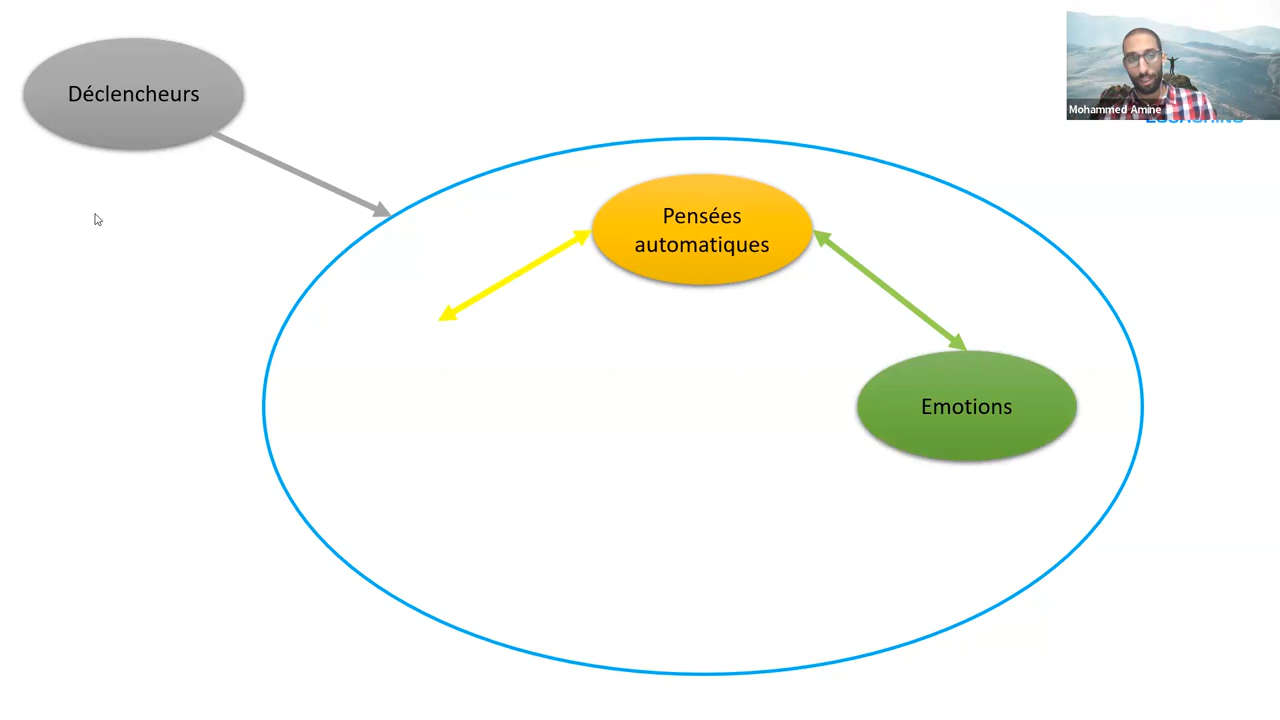 Déclencheurs
Mohammed Amine
Pensées
automatiques
Emotions